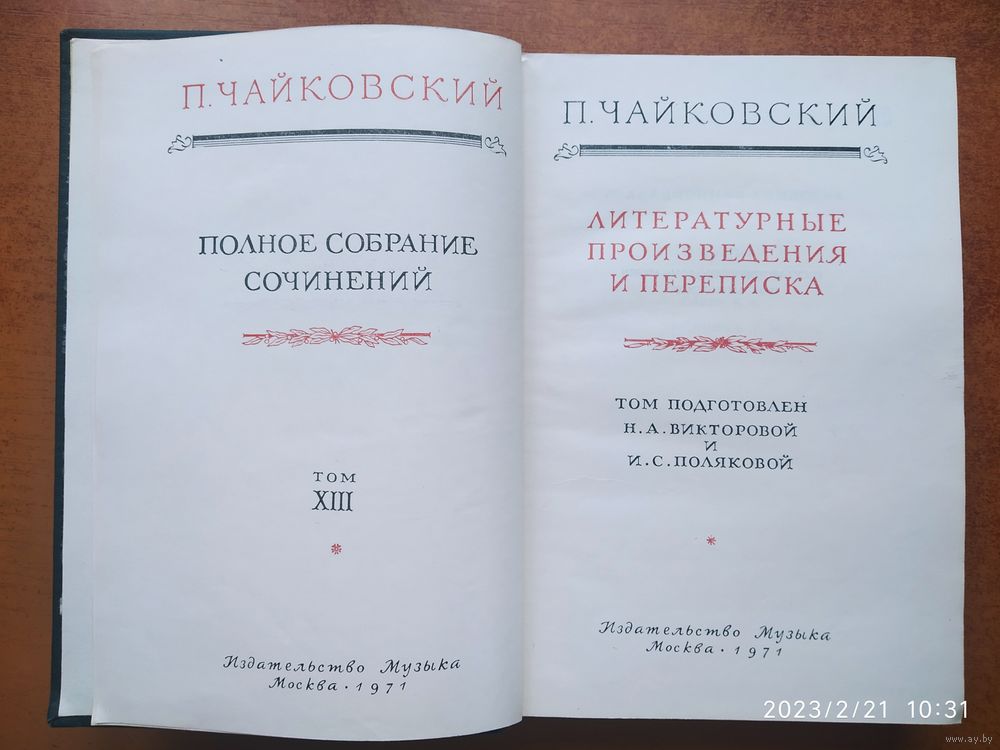 П. ЧАЙКОВСКИЙ
ПОЛНОЕ СОБРАНИЕ
СОЧИНЕНИЙ
ТОМ
XIII
Издательство Музыка
Москва · 1971
П. ЧАЙКОВСКИЙ
ЛИТЕРАТУРНЫЕ
ПРОИЗВЕДЕНИЯ
И ПЕРЕПИСКА
ТОМ ПОДГОТОВЛЕН
Н. А. ВИКТОРОВОЙ
И
И. С. ПОЛЯКОВОЙ
Издательство Музыка
Москва · 1971
2023/2/21 10:31
www.ay.by